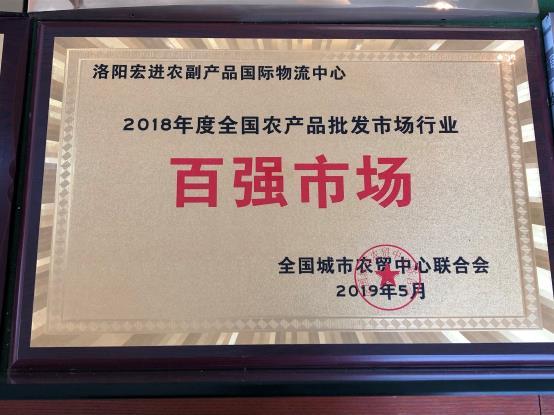 洛阳宏进农副产品国际物流中心
2018年度全国农产品批发市场行业
百强市场
全国城市农贸中心联合会
2019年5月